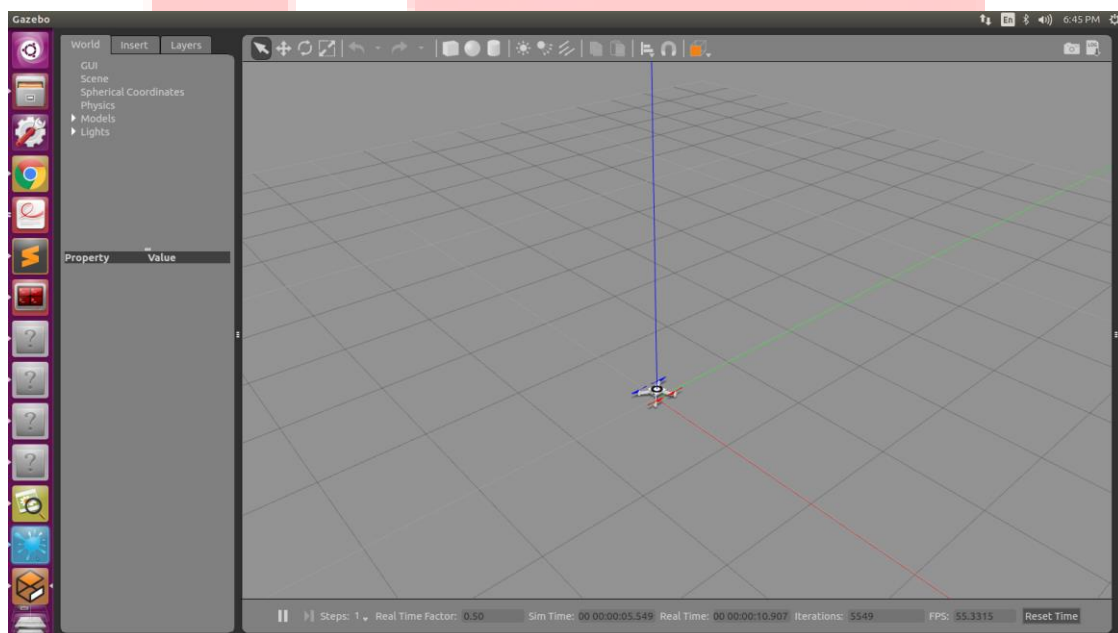 Gazebo
En
6:45 PM
World Insert Layers
GUI
Scene
Spherical Coordinates
Physics
Models
Lights
Property Value
Steps: 1 Real Time Factor: 0.50 Sim Time: 00 00:00:05.549 Real Time: 00 00:00:10.907 Iterations: 5549 FPS: 55.3315 Reset Time